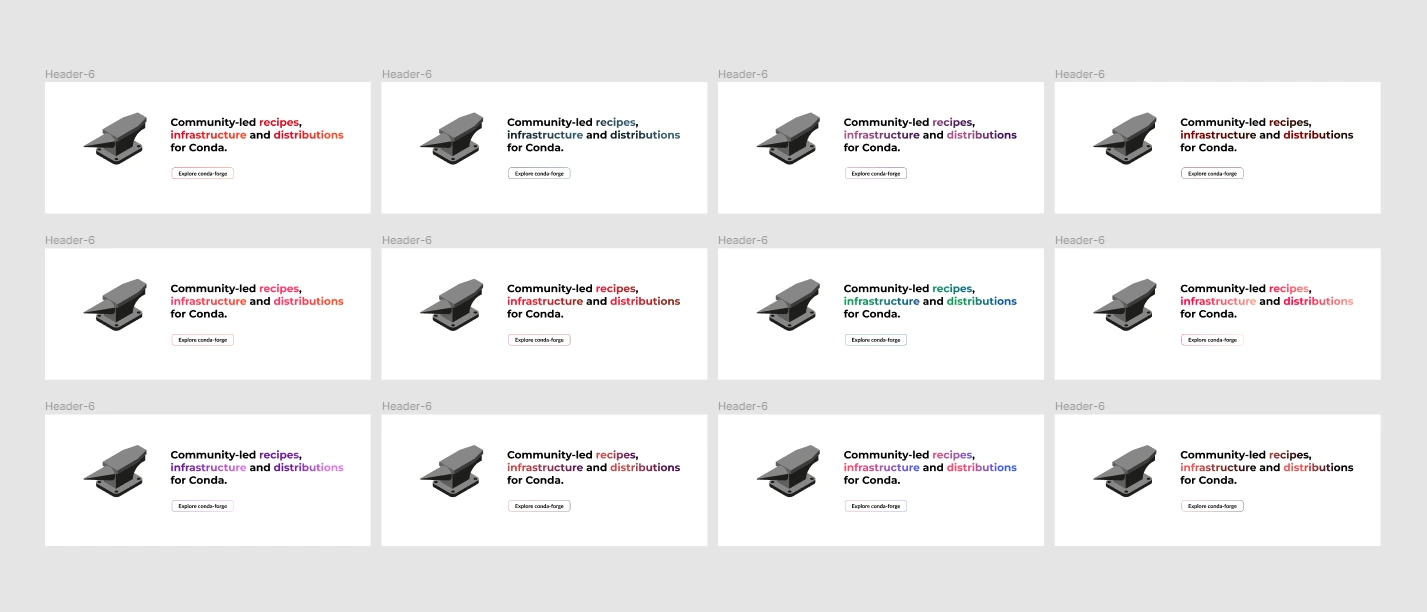 Header-6
Community-led recipes,
infrastructure and distributions
for Conda.
Explore conda-forge
Header-6
Community-led recipes,
infrastructure and distributions
for Conda.
Explore conda-forge
Header-6
Community-led recipes,
infrastructure and distributions
for Conda.
Explore conda-forge
Header-6
Community-led recipes,
infrastructure and distributions
for Conda.
Explore conda-forge
Header-6
Community-led recipes,
infrastructure and distributions
for Conda.
Explore conda-forge
Header-6
Community-led recipes,
infrastructure and distributions
for Conda.
Explore conda-forge
Header-6
Community-led recipes,
infrastructure and distributions
for Conda.
Explore conda-forge
Header-6
Community-led recipes,
infrastructure and distributions
for Conda.
Explore conda-forge
Header-6
Community-led recipes,
infrastructure and distributions
for Conda.
Explore conda-forge
Header-6
Community-led recipes,
infrastructure and distributions
for Conda.
Explore conda-forge
Header-6
Community-led recipes,
infrastructure and distributions
for Conda.
Explore conda-forge
Header-6
Community-led recipes,
infrastructure and distributions
for Conda.
Explore conda-forge